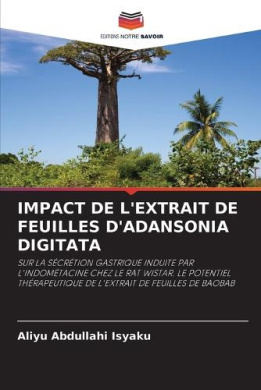 EDITIONS NOTRE SAVOIR
IMPACT DE L'EXTRAIT DE
FEUILLES D'ADANSONIA
DIGITATA
SUR LA SÉCRÉTION GASTRIQUE INDUITE PAR
L'INDOMÉTACINE CHEZ LE RAT WISTAR. LE POTENTIEL
THÉRAPEUTIQUE DE L'EXTRAIT DE FEUILLES DE BAOBAB
Aliyu Abdullahi Isyaku